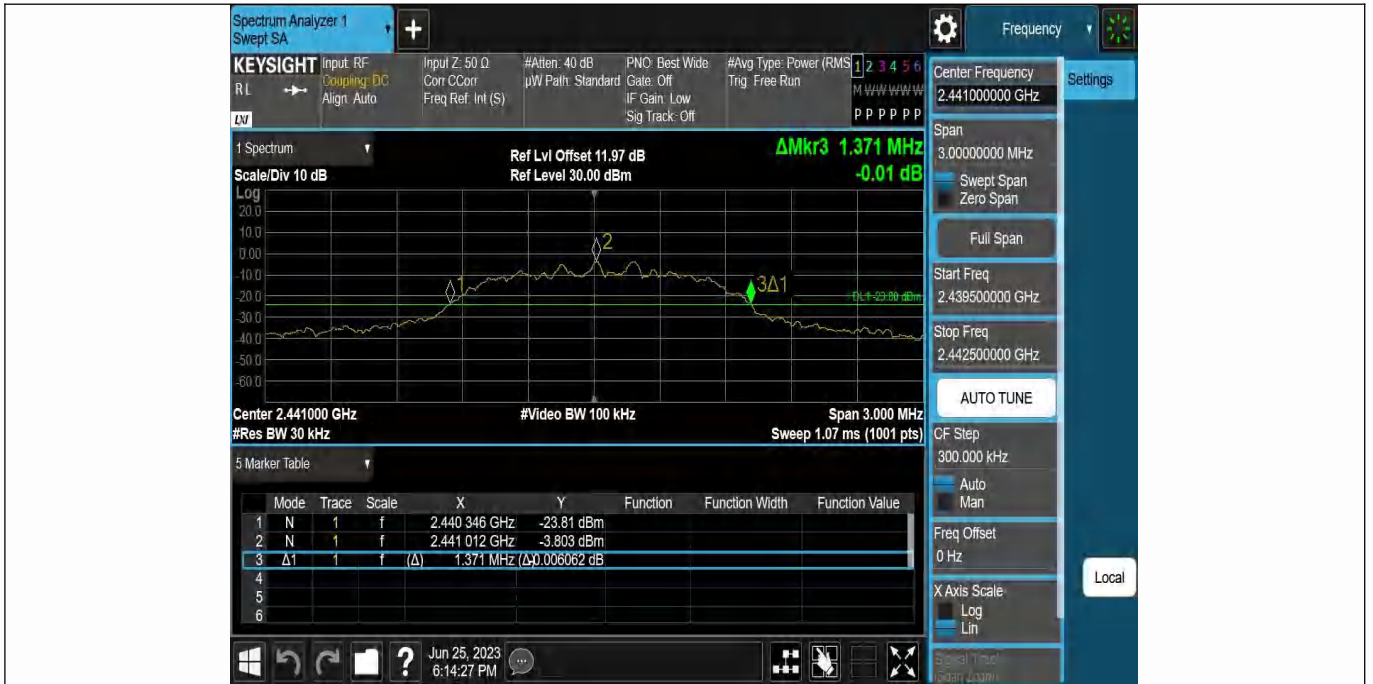 Spectrum Analyzer 1
Swept SA
+
Frequency
KEYSIGHT
RL
LXI
Input: RF
Coupling: DC
Align: Auto
Input Z: 50 Ω
Corr CCorr
Freq Ref: Int (S)
#Atten: 40 dB
µW Path: Standard
PNO: Best Wide
Gate: Off
IF Gain: Low
Sig Track: Off
#Avg Type: Power (RMS
Trig: Free Run
1 2 3 4 5 6
M W W W W W
P P P P P P
Center Frequency
2.441000000 GHz
Settings
1 Spectrum
Scale/Div 10 dB
Ref Lvl Offset 11.97 dB
Ref Level 30.00 dBm
ΔMkr3 1.371 MHz
-0.01 dB
Span
3.00000000 MHz
Swept Span
Zero Span
Full Span
Log
20.0
10.0
0.00
-10.0
-20.0
-30.0
-40.0
-50.0
-60.0
1
2
3Δ1
DL1 -23.80 dBm
Start Freq
2.439500000 GHz
Stop Freq
2.442500000 GHz
AUTO TUNE
Center 2.441000 GHz
#Video BW 100 kHz
Span 3.000 MHz
#Res BW 30 kHz
Sweep 1.07 ms (1001 pts)
CF Step
300.000 kHz
Auto
Man
5 Marker Table
Mode Trace Scale X Y Function Function Width Function Value
1 N 1 f 2.440 346 GHz -23.81 dBm
2 N 1 f 2.441 012 GHz -3.803 dBm
3 Δ1 1 f (Δ) 1.371 MHz (Δ)-0.006062 dB
4
5
6
Freq Offset
0 Hz
X Axis Scale
Log
Lin
Local
Signal Track
(Span Zoom)
?
Jun 25, 2023
6:14:27 PM